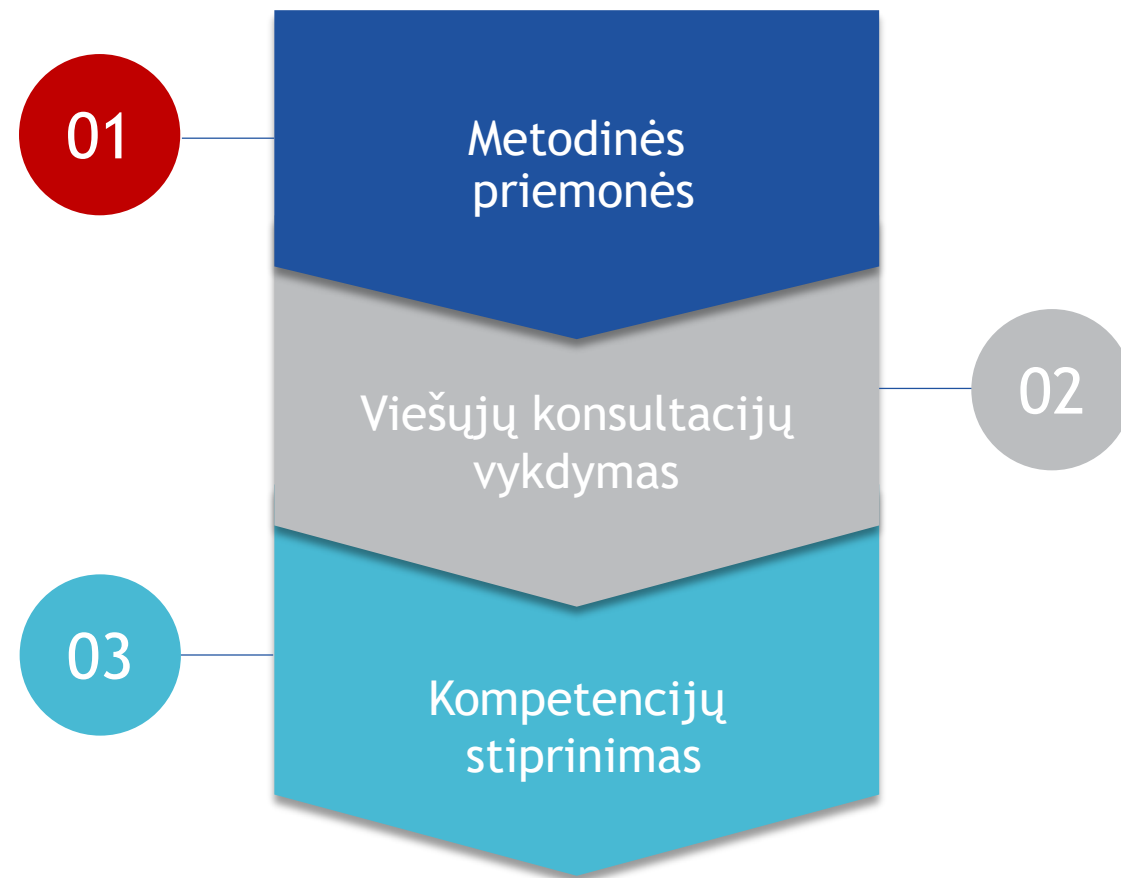 01
Metodinės
priemonės
Viešųjų konsultacijų
vykdymas
02
03
Kompetencijų
stiprinimas